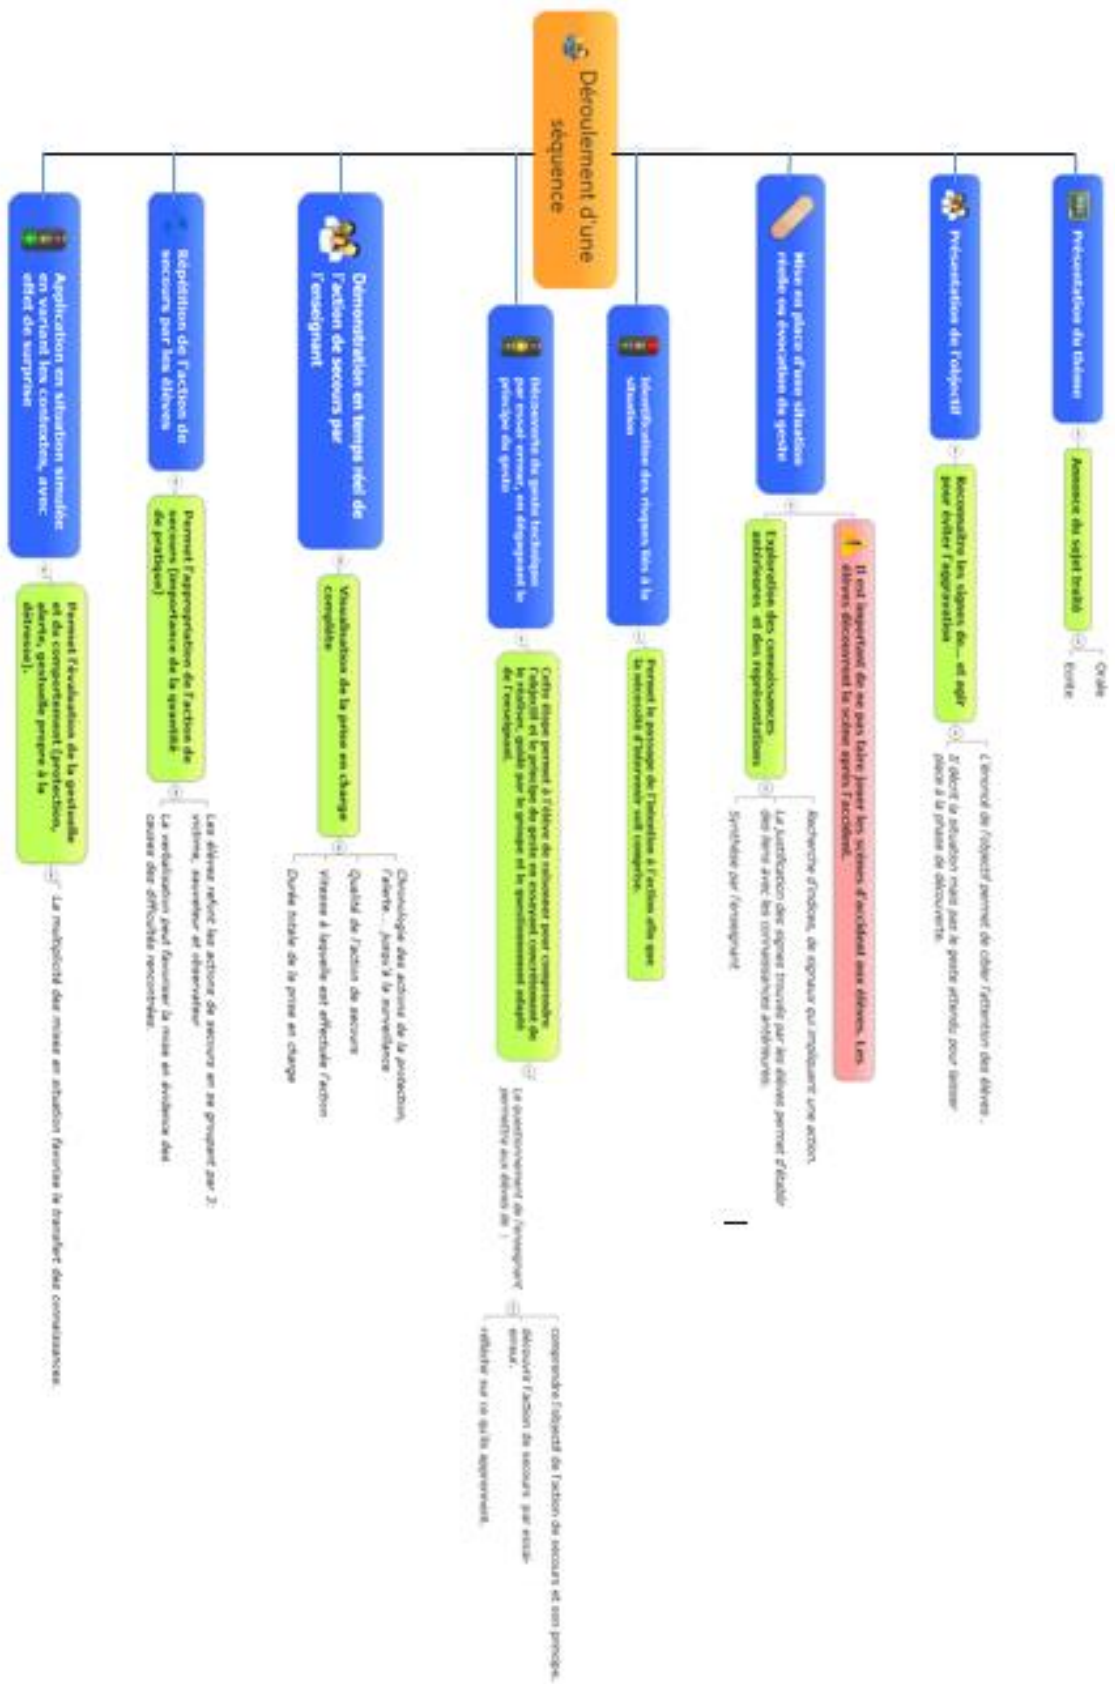 Déroulement d'une
séquence
Présentation du thème
Annonce du sujet traité
Orale
Ecrite
Présentation de l'objectif
Reconnaître les signes de... et agir
pour éviter l'aggravation
L'énoncé de l'objectif permet de cibler l'attention des élèves.
Il décrit la situation mais pas le geste attendu pour laisser
place à la phase de découverte.
Mise en place d'une situation
réelle ou évocation de geste
Il est important de ne pas faire jouer les scènes d'accident aux élèves. Les
élèves découvrent la scène après l'accident.
Exploration des connaissances
antérieures et des représentations
Recherche d'indices, de signaux qui impliquent une action.
La justification des signes trouvés par les élèves permet d'établir
des liens avec les connaissances antérieures.
Synthèse par l'enseignant
Identification des risques liés à la
situation
Permet le passage de l'intention à l'action afin que
la nécessité d'intervenir soit comprise.
Découverte du geste technique
par essai-erreur, en dégageant le
principe du geste
Cette étape permet à l'élève de raisonner pour comprendre
l'objectif et le principe du geste en essayant concrètement de
le réaliser, guidé par le groupe et le questionnement adapté
de l'enseignant.
Le questionnement de l'enseignant
permettra aux élèves de :
comprendre l'objectif de l'action de secours et son principe,
découvrir l'action de secours par essai-
erreur,
réfléchir sur ce qu'ils apprennent.
Démonstration en temps réel de
l'action de secours par
l'enseignant
Visualisation de la prise en charge
complète
Chronologie des actions de la protection,
l'alerte... jusqu'à la surveillance
Qualité de l'action de secours
Vitesse à laquelle est effectuée l'action
Durée totale de la prise en charge
Répétition de l'action de
secours par les élèves
Permet l'appropriation de l'action de
secours (importance de la quantité
de pratique)
Les élèves refont les actions de secours en se groupant par 3:
victime, sauveteur et observateur
La verbalisation peut favoriser la mise en évidence des
causes des difficultés rencontrées.
Application en situation simulée
en variant les contextes, avec
effet de surprise
Permet l'évaluation de la gestuelle
et du comportement (protection,
alerte, gestuelle propre à la
détresse).
La multiplicité des mises en situation favorise le transfert des connaissances.